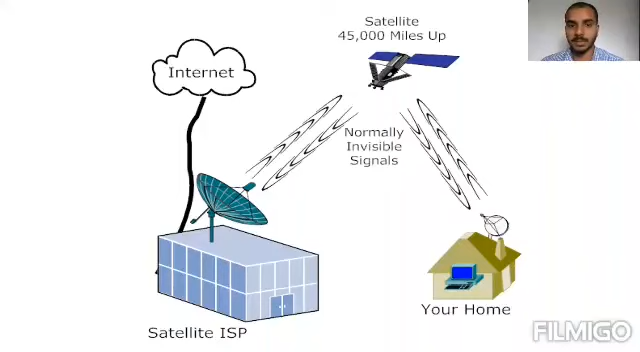 Satellite
45,000 Miles Up
Internet
Normally
Invisible
Signals
Your Home
Satellite ISP
FILMIGO